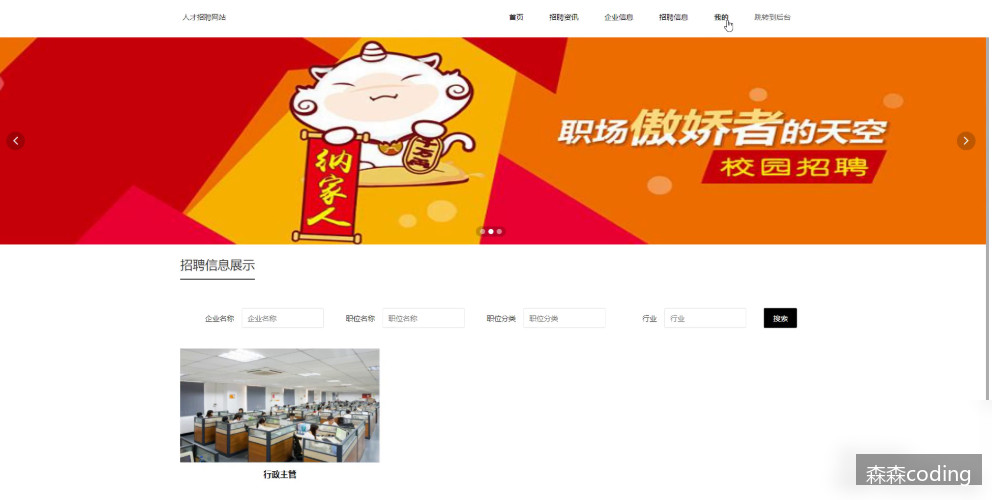 人才招聘网站 首页 招聘资讯 企业信息 招聘信息 我的 跳转到后台
职场傲娇者的天空
校园招聘
纳家人
千万两
招聘信息展示
企业名称 企业名称 职位名称 职位名称 职位分类 职位分类 行业 行业 搜索
行政主管
森森coding